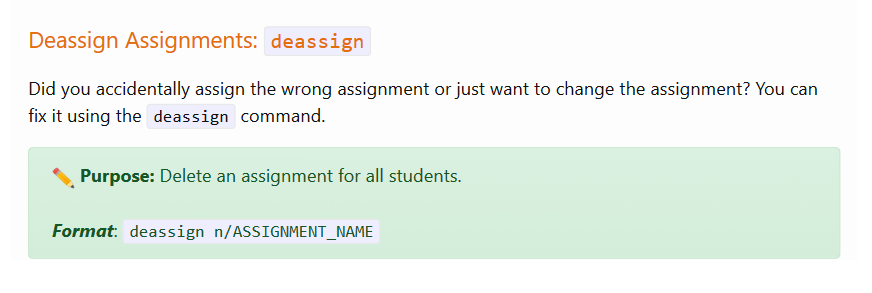 Deassign Assignments: deassign
Did you accidentally assign the wrong assignment or just want to change the assignment? You can
fix it using the deassign command.
Purpose: Delete an assignment for all students.
Format: deassign n/ASSIGNMENT_NAME